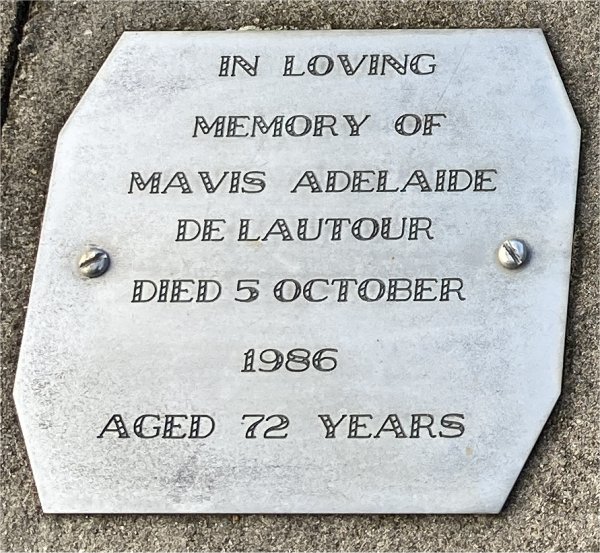 IN LOVING
MEMORY OF
MAVIS ADELAIDE
DE LAUTOUR
DIED 5 OCTOBER
1986
AGED 72 YEARS